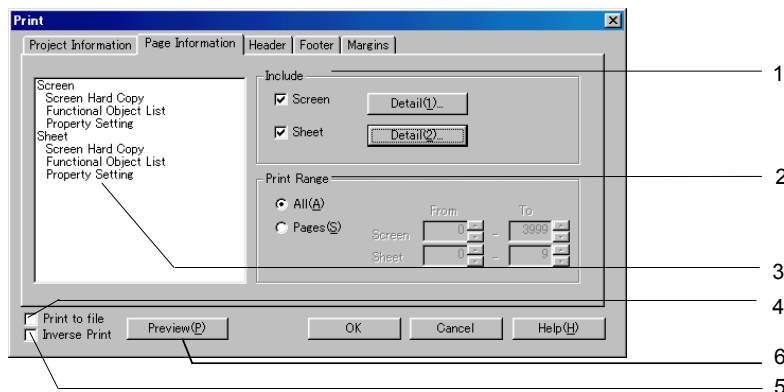 Print
Project Information Page Information Header Footer Margins
Screen
Screen Hard Copy
Functional Object List
Property Setting
Sheet
Screen Hard Copy
Functional Object List
Property Setting
Include
Screen Detail(1)...
Sheet Detail(2)...
Print Range
All(A)
Pages(S)
From To
Screen 0 - 3999
Sheet 0 - 9
Print to file
Inverse Print
Preview(P) OK Cancel Help(H)
1
2
3
4
6
5